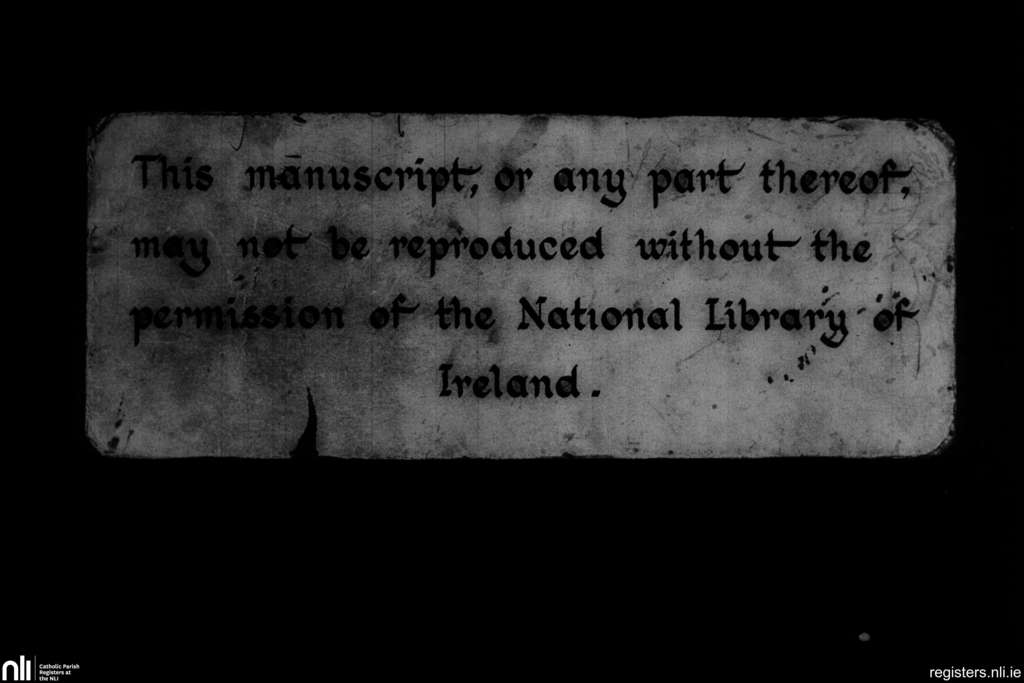 This manuscript, or any part thereof,
may not be reproduced without the
permission of the National Library of
Ireland.
nli
Catholic Parish
Registers at
the NLI
registers.nli.ie